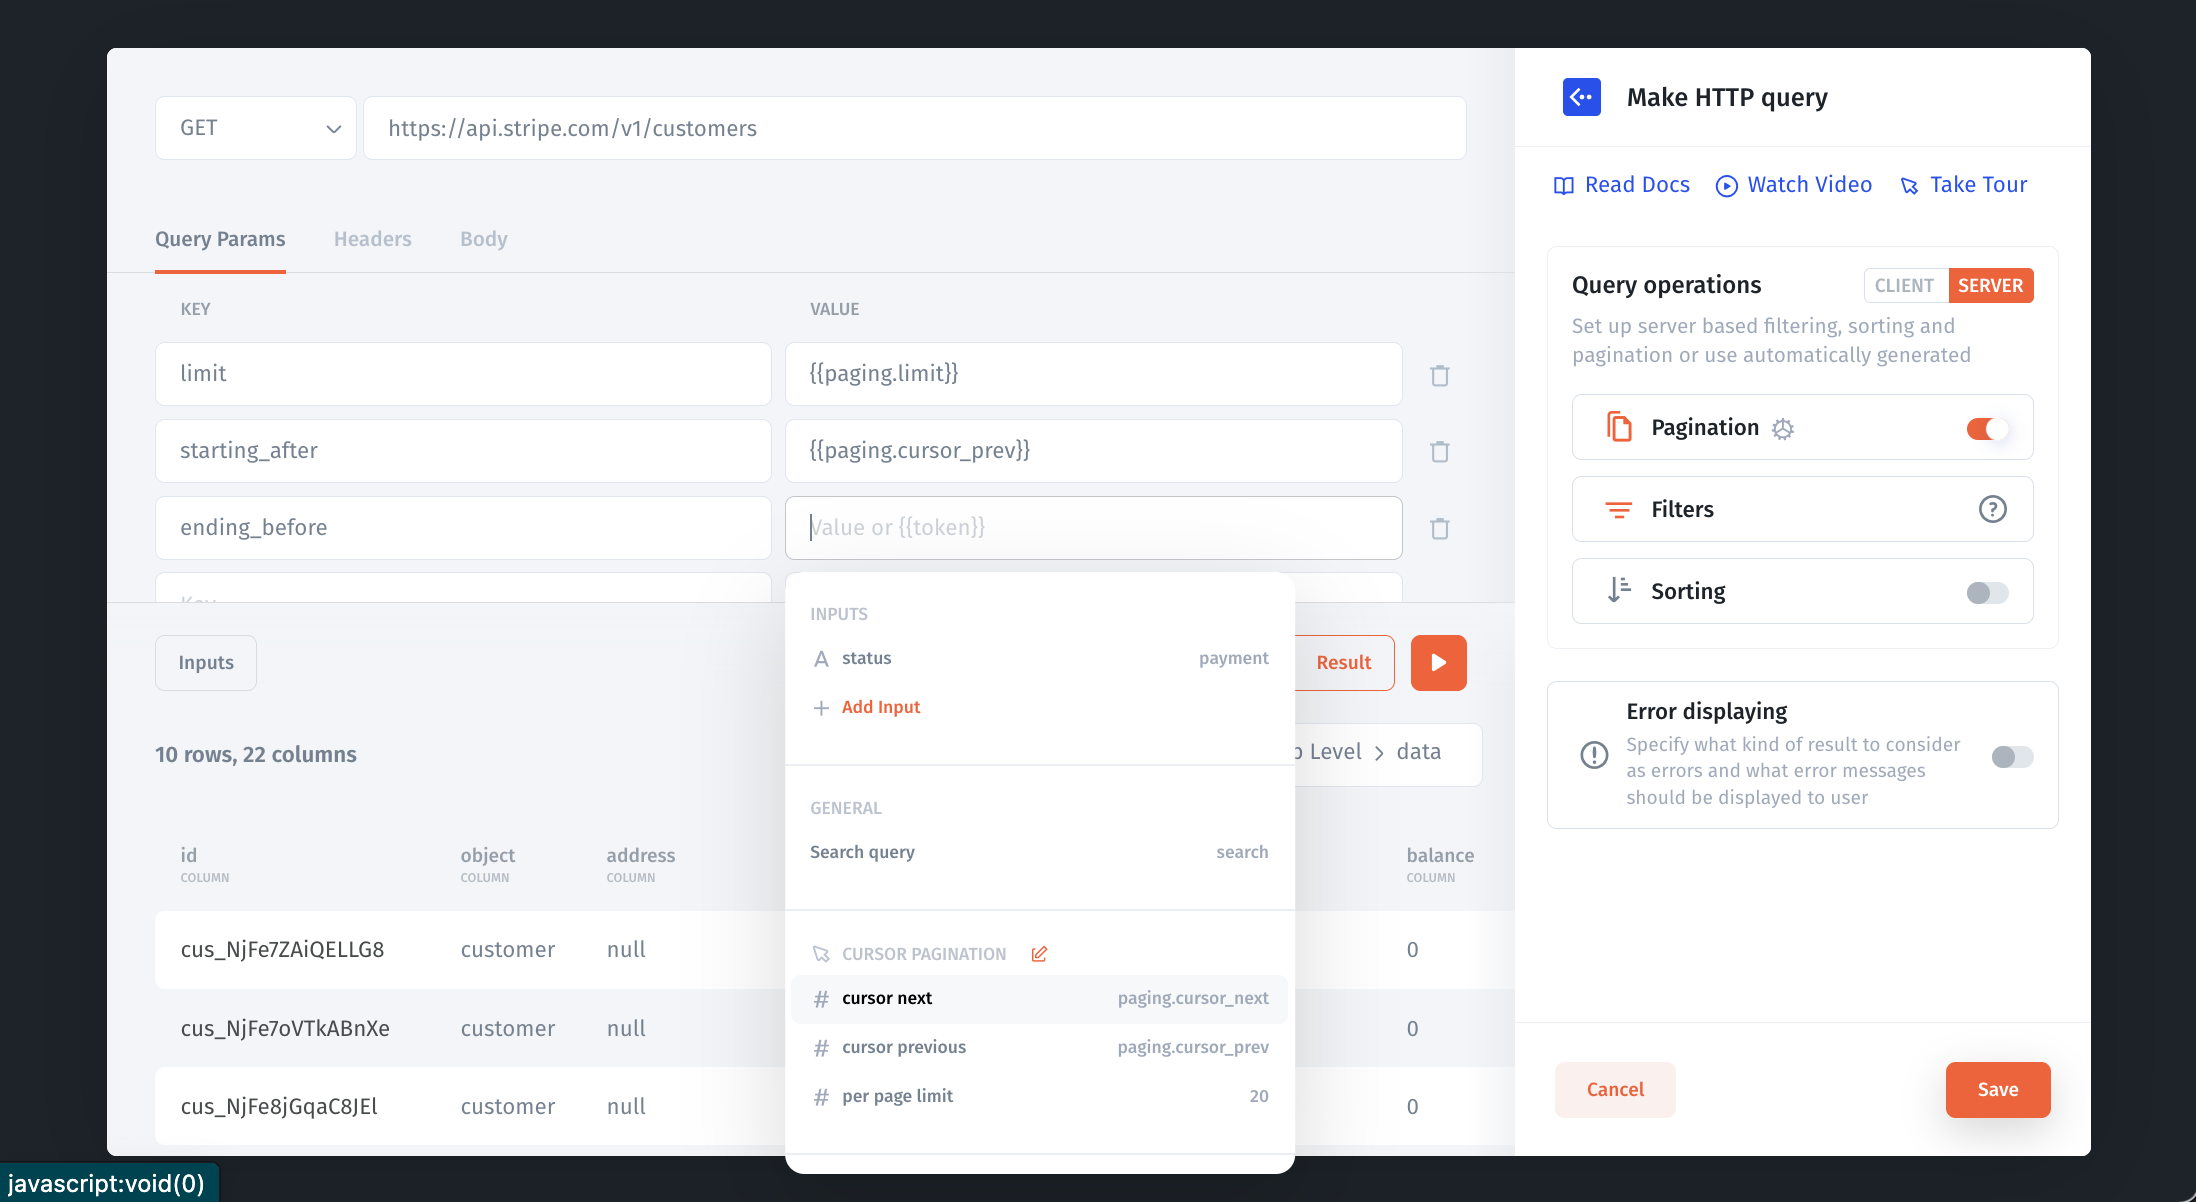 GET
https://api.stripe.com/v1/customers
Query Params
Headers
Body
KEY
VALUE
limit
{{paging.limit}}
starting_after
{{paging.cursor_prev}}
ending_before
Value or {{token}}
Key
INPUTS
status
payment
Add Input
Inputs
Result
10 rows, 22 columns
Level > data
GENERAL
Search query
search
id
COLUMN
object
COLUMN
address
COLUMN
balance
COLUMN
cus_NjFe7ZAiQELLG8
customer
null
0
cus_NjFe7oVTkABnXe
customer
null
0
cus_NjFe8jGqaC8JEl
customer
null
0
CURSOR PAGINATION
cursor next
paging.cursor_next
cursor previous
paging.cursor_prev
per page limit
20
Make HTTP query
Read Docs
Watch Video
Take Tour
Query operations
CLIENT
SERVER
Set up server based filtering, sorting and
pagination or use automatically generated
Pagination
Filters
Sorting
Error displaying
Specify what kind of result to consider
as errors and what error messages
should be displayed to user
Cancel
Save
javascript:void(0)